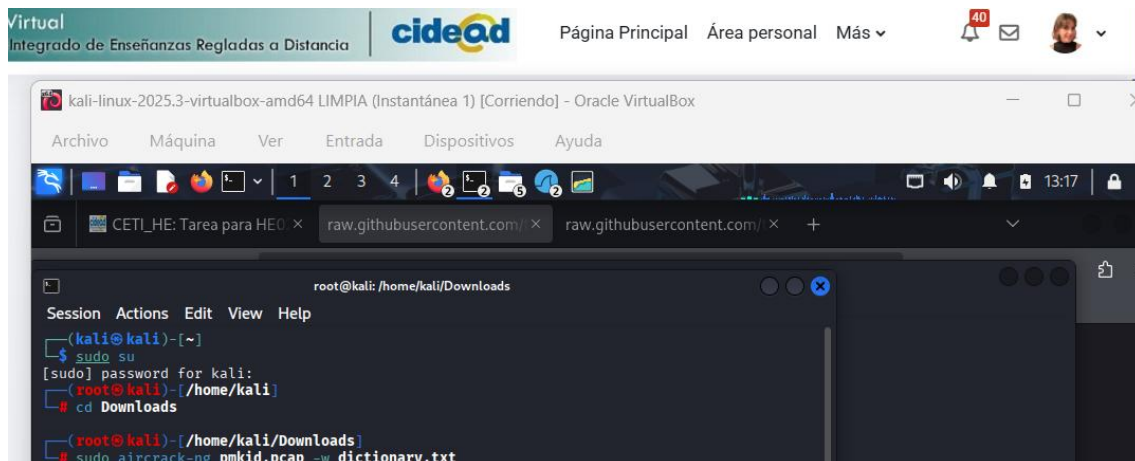 Virtual
Integrado de Enseñanzas Regladas a Distancia
cidead
Página Principal Área personal Más
40
kali-linux-2025.3-virtualbox-amd64 LIMPIA (Instantánea 1) [Corriendo] - Oracle VirtualBox
Archivo Máquina Ver Entrada Dispositivos Ayuda
1 2 3 4 2 2 5 2 13:17
CETI_HE: Tarea para HE0 raw.githubusercontent.com/ raw.githubusercontent.com/
root@kali: /home/kali/Downloads
Session Actions Edit View Help
(kali㉿kali)-[~]
$ sudo su
[sudo] password for kali:
(root㉿kali)-[/home/kali]
# cd Downloads
(root㉿kali)-[/home/kali/Downloads]
# sudo aircrack-ng pmkid.pcap -w dictionary.txt